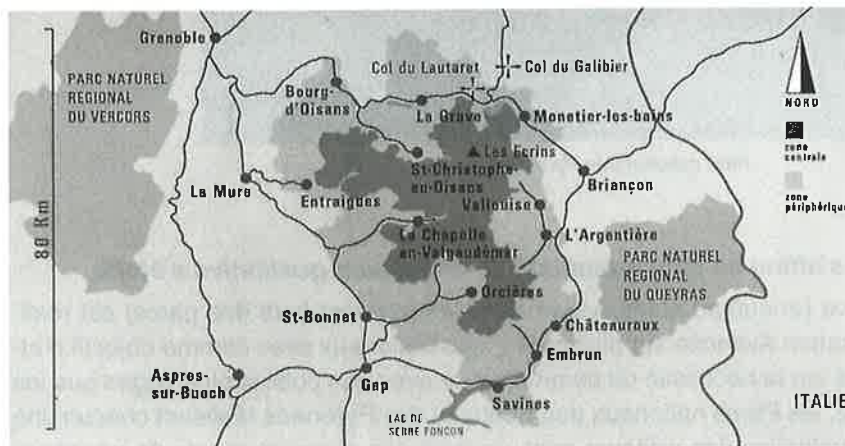 Grenoble
PARC NATUREL
REGIONAL
DU VERCORS
Bourg-
d'Oisans
Col du Lautaret
Col du Galibier
La Grave
Monetier-les-bains
NORD
zone
centrale
zone
périphérique
Les Ecrins
St-Christophe-
en-Oisans
Briançon
La Mure
Entraigues
Vallouise
L'Argentière
La Chapelle
en-Valgaudémar
PARC NATUREL
REGIONAL
DU QUEYRAS
80 Km
Orcières
St-Bonnet
Châteauroux
Embrun
Aspres-
sur-Buech
Gap
Savines
LAC DE
SERRE PONÇON
ITALIE